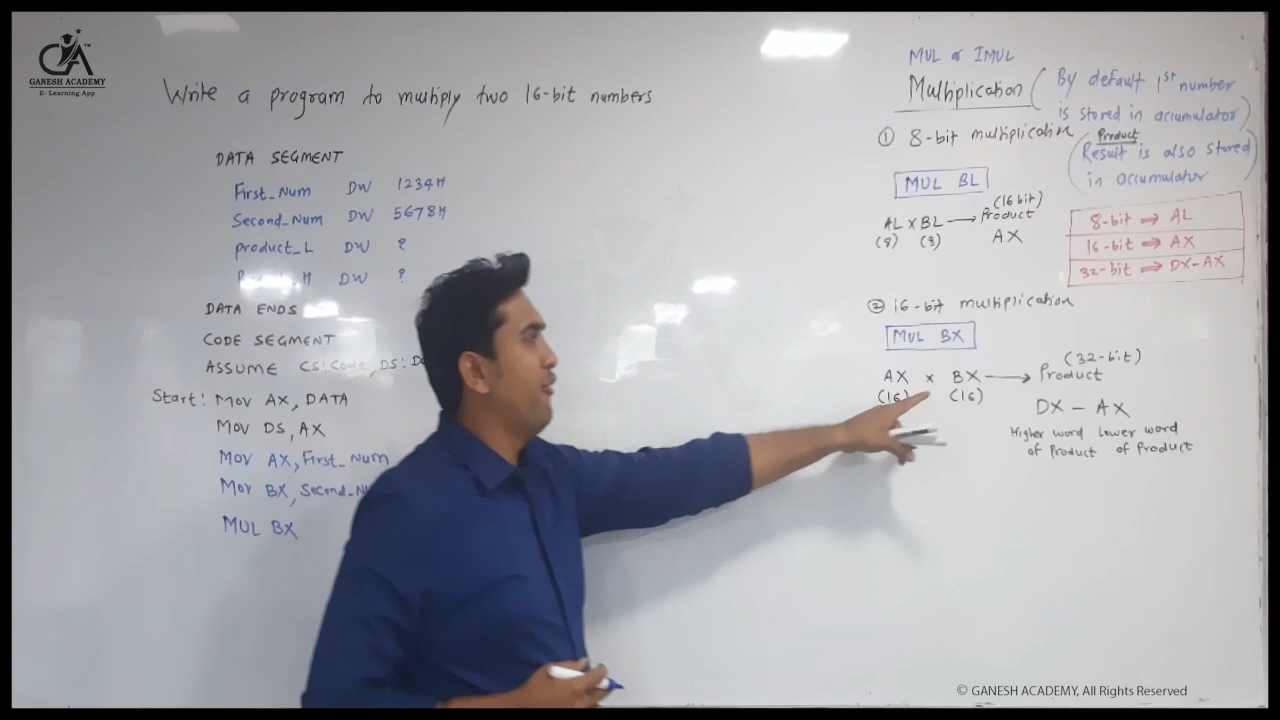 GANESH ACADEMY
E- Learning App
Write a program to multiply two 16-bit numbers
DATA SEGMENT
First_Num DW 1234H
Second_Num DW 5678H
product_L DW ?
DW ?
DATA ENDS
CODE SEGMENT
ASSUME CS: Code, DS:
Start: Mov AX, DATA
Mov DS, AX
Mov AX, First_Num
Mov BX, Second_
MUL BX
MUL or IMUL
Multiplication
(By default 1st number
is stored in accumulator)
① 8-bit multiplication
(Product
Result is also stored
in accumulator)
MUL BL
(16 bit)
AL x BL → Product
(8) (8) AX
8-bit ⇒ AL
16-bit ⇒ AX
32-bit ⇒ DX-AX
② 16-bit multiplication
MUL BX
(32-bit)
AX x BX → Product
(16) (16)
DX - AX
Higher word Lower word
of Product of Product
© GANESH ACADEMY, All Rights Reserved